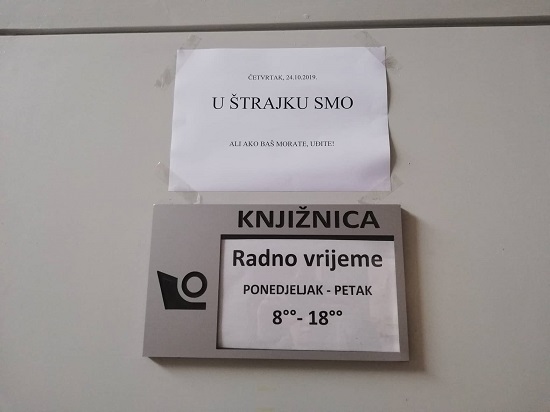 ČETVRTAK, 24.10.2019.
U ŠTRAJKU SMO
ALI AKO BAŠ MORATE, UĐITE!
KNJIŽNICA
Radno vrijeme
PONEDJELJAK - PETAK
8°°- 18°°